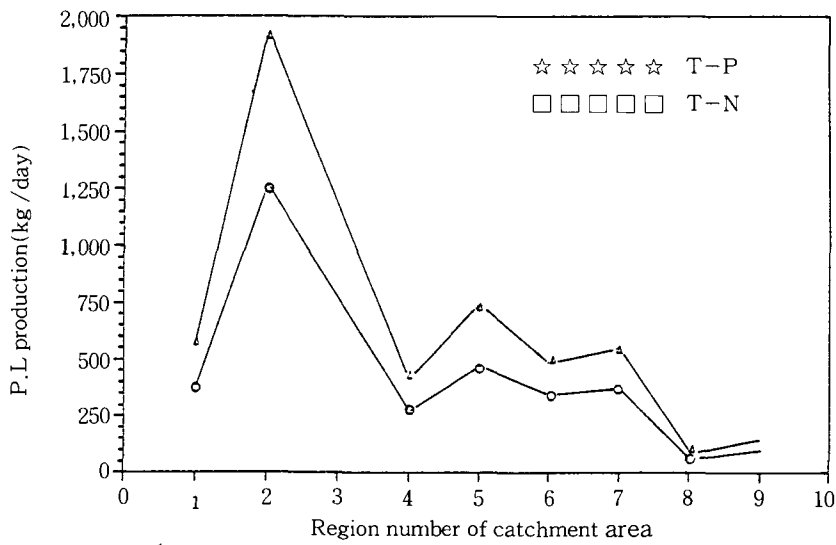 2,000
1,750
1,500
1,250
1,000
750
500
250
0
P.L production(kg/day)
☆☆☆☆☆ T-P
□□□□□ T-N
0 1 2 3 4 5 6 7 8 9 10
Region number of catchment area